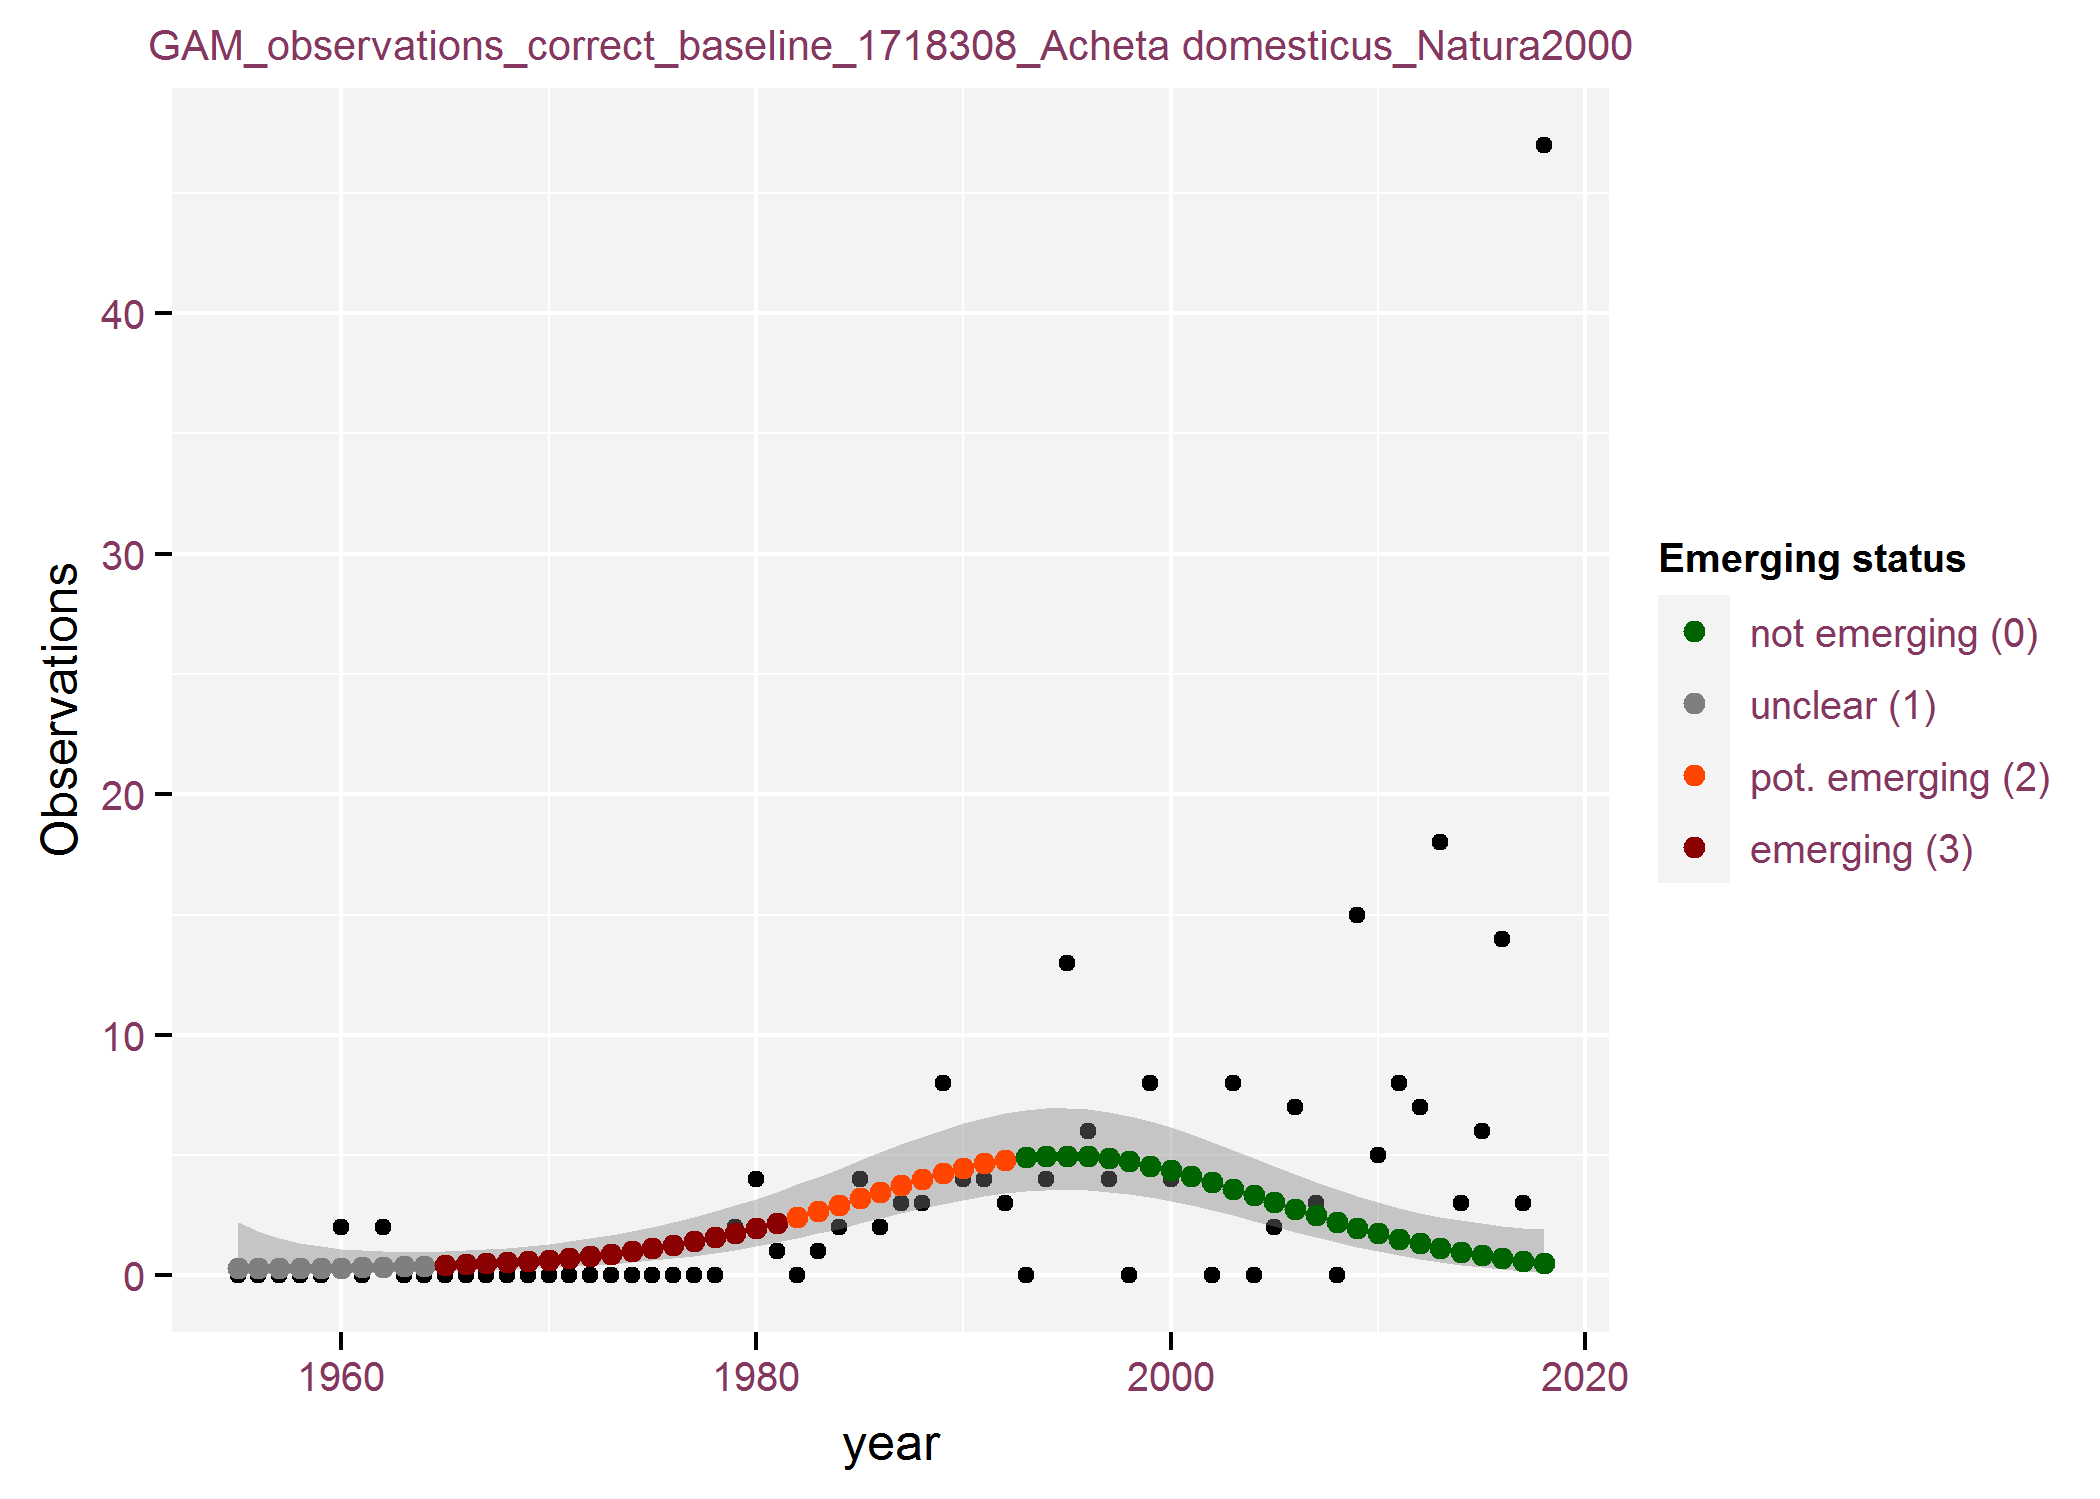 GAM_observations_correct_baseline_1718308_Acheta domesticus_Natura2000
Observations
40
30
20
10
0
1960 1980 2000 2020
year
Emerging status
not emerging (0)
unclear (1)
pot. emerging (2)
emerging (3)